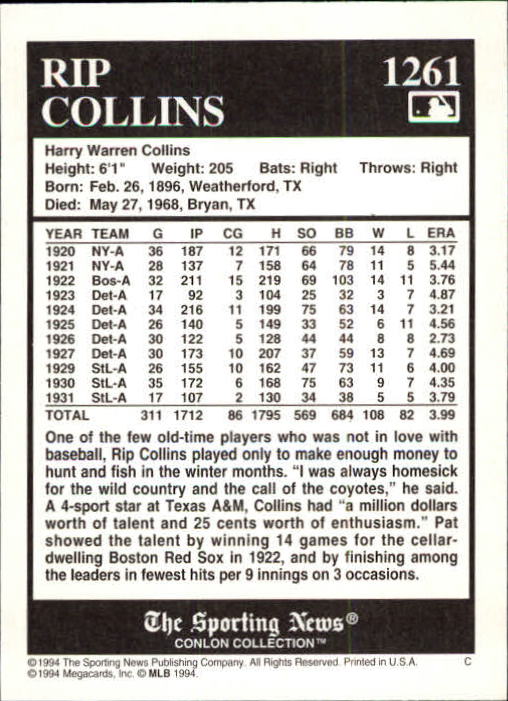 RIP
COLLINS
1261
Harry Warren Collins
Height: 6'1" Weight: 205 Bats: Right Throws: Right
Born: Feb. 26, 1896, Weatherford, TX
Died: May 27, 1968, Bryan, TX
YEAR TEAM G IP CG H SO BB W L ERA
1920 NY-A 36 187 12 171 66 79 14 8 3.17
1921 NY-A 28 137 7 158 64 78 11 5 5.44
1922 Bos-A 32 211 15 219 69 103 14 11 3.76
1923 Det-A 17 92 3 104 25 32 3 7 4.87
1924 Det-A 34 216 11 199 75 63 14 7 3.21
1925 Det-A 26 140 5 149 33 52 6 11 4.56
1926 Det-A 30 122 5 128 44 44 8 8 2.73
1927 Det-A 30 173 10 207 37 59 13 7 4.69
1929 StL-A 26 155 10 162 47 73 11 6 4.00
1930 StL-A 35 172 6 168 75 63 9 7 4.35
1931 StL-A 17 107 2 130 34 38 5 5 3.79
TOTAL 311 1712 86 1795 569 684 108 82 3.99
One of the few old-time players who was not in love with
baseball, Rip Collins played only to make enough money to
hunt and fish in the winter months. "I was always homesick
for the wild country and the call of the coyotes," he said.
A 4-sport star at Texas A&M, Collins had "a million dollars
worth of talent and 25 cents worth of enthusiasm." Pat
showed the talent by winning 14 games for the cellar-
dwelling Boston Red Sox in 1922, and by finishing among
the leaders in fewest hits per 9 innings on 3 occasions.
The Sporting News®
CONLON COLLECTION™
©1994 The Sporting News Publishing Company. All Rights Reserved. Printed in U.S.A. C
©1994 Megacards, Inc. © MLB 1994.